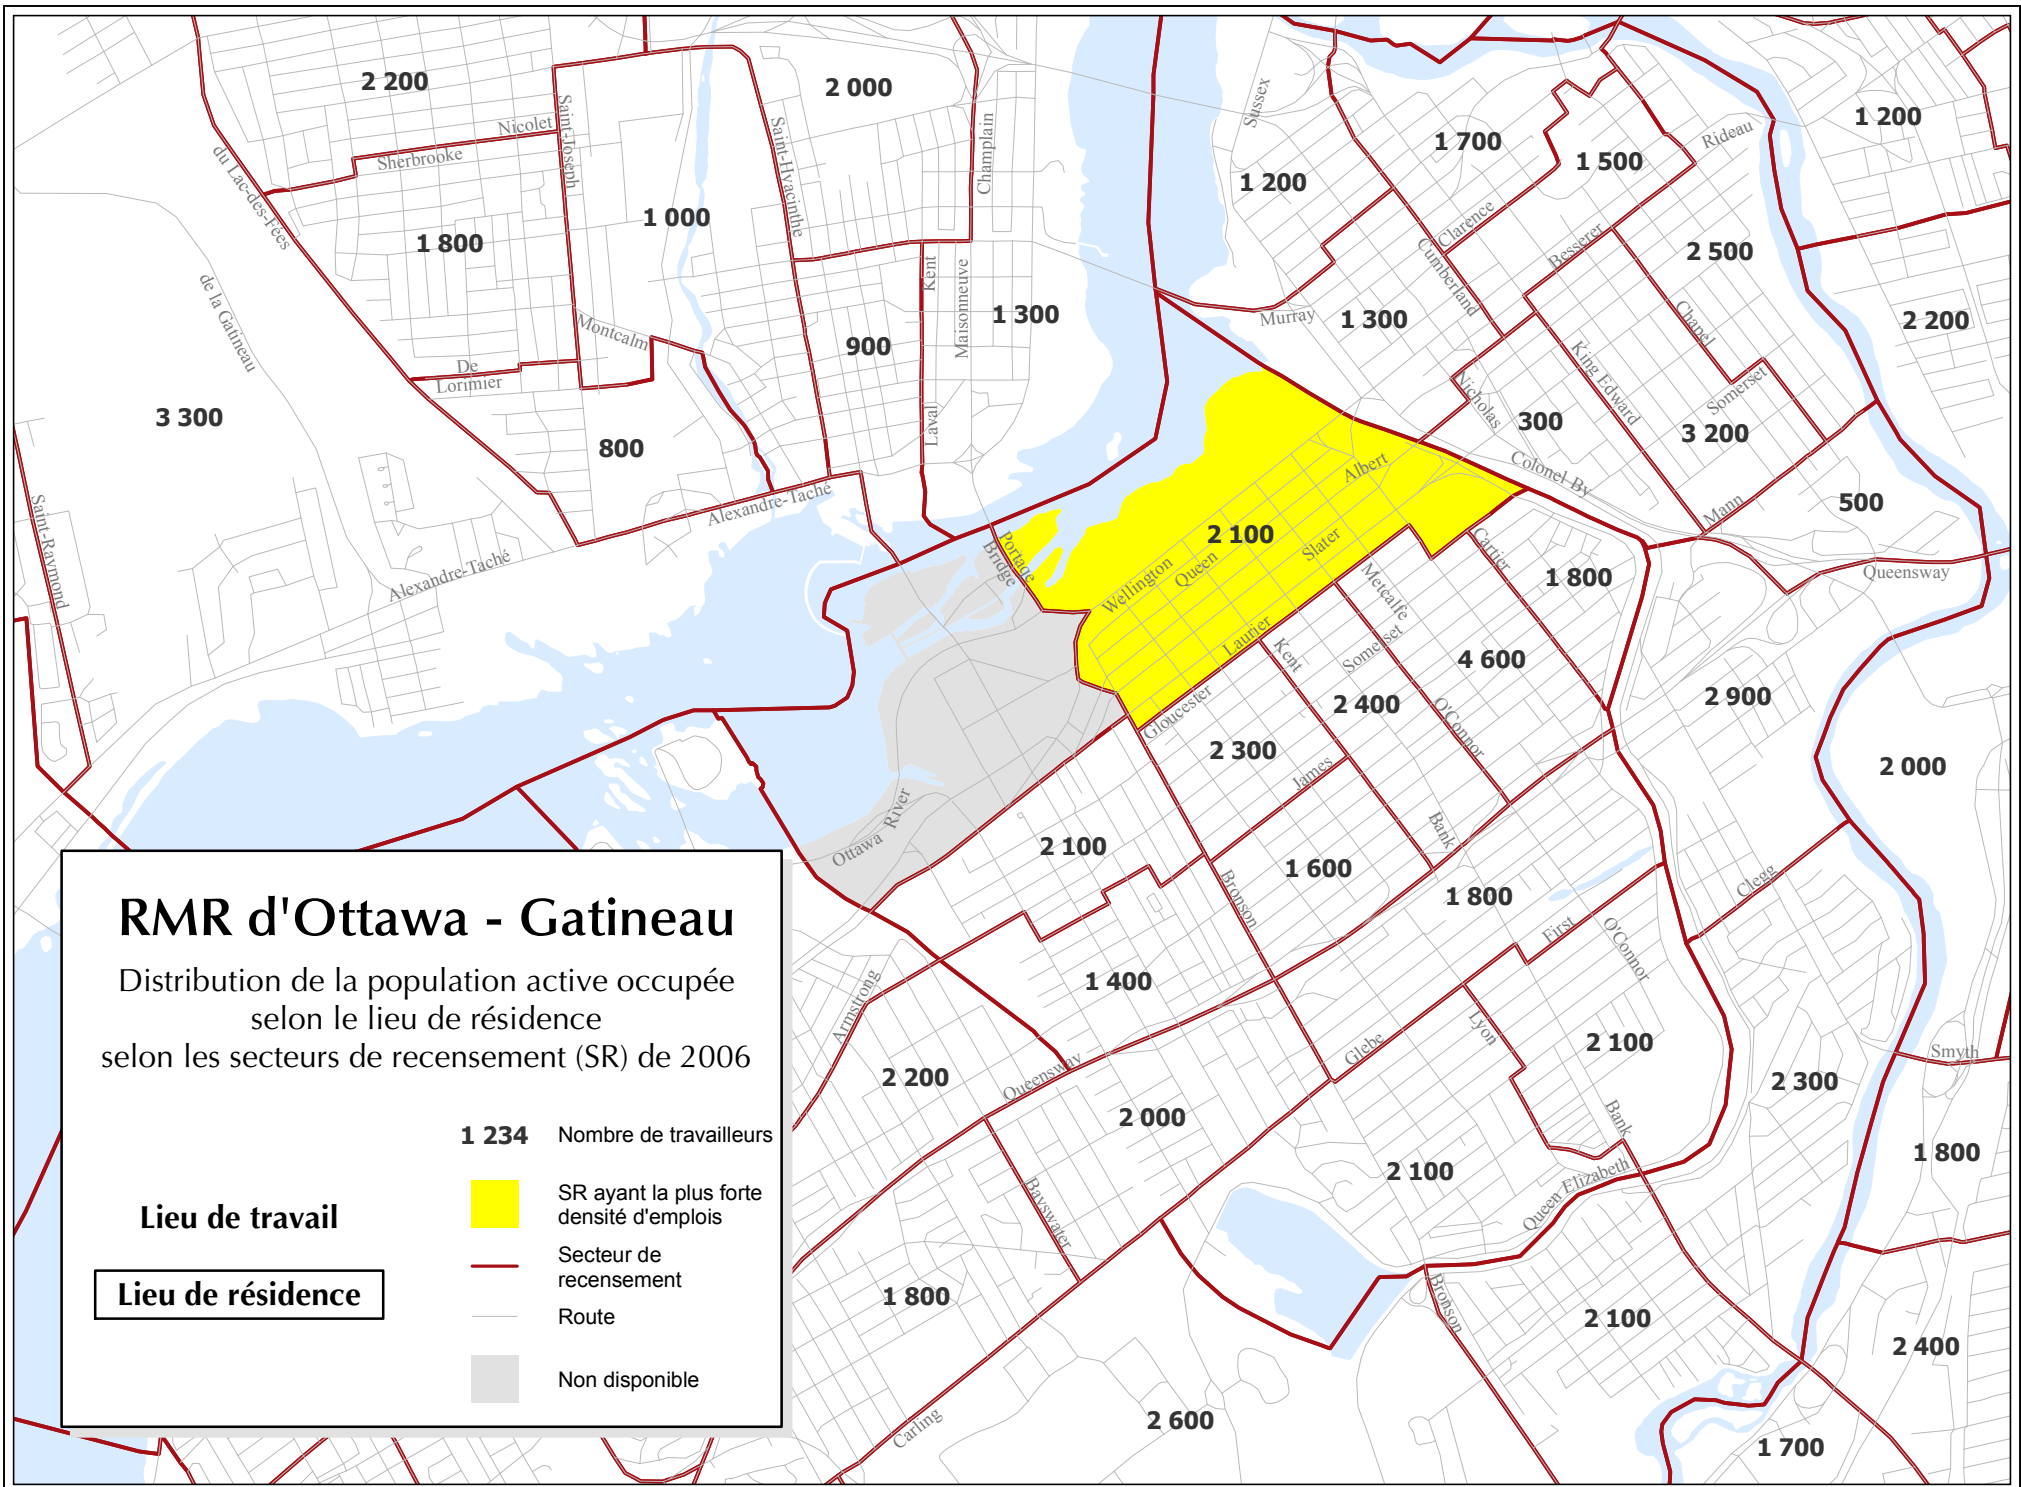 2 200
2 000
1 200
1 700
1 500
1 200
Nicolet
Sherbrooke
Saint-Joseph
Saint-Hyacinthe
Champlain
Sussex
Rideau
du Lac-des-Fées
1 800
1 000
Clarence
Cumberland
Besserer
2 500
de la Gatineau
Kent
Maisonneuve
1 300
Murray
1 300
Chapel
2 200
Montcalm
900
King Edward
De
Lorimier
Nicholas
Somerset
3 300
800
Laval
300
3 200
Albert
Colonel By
Alexandre-Taché
Mann
500
Saint-Raymond
Portage
Bridge
2 100
Slater
Queen
Wellington
Cartier
1 800
Queensway
Alexandre-Taché
Metcalfe
Laurier
Kent
Somerset
4 600
2 900
Gloucester
2 400
O'Connor
2 300
James
2 000
Ottawa River
2 100
Bank
1 600
Bronson
1 800
Clegg
First
O'Connor
1 400
Armstrong
Lyon
Glebe
2 100
Queensway
2 200
2 000
2 300
Smyth
Bank
2 100
1 800
Queen Elizabeth
Bayswater
1 800
Bronson
2 100
2 400
Carling
2 600
1 700
RMR d'Ottawa - Gatineau
Distribution de la population active occupée
selon le lieu de résidence
selon les secteurs de recensement (SR) de 2006
1 234 Nombre de travailleurs
SR ayant la plus forte
densité d'emplois
Lieu de travail
Secteur de
recensement
Lieu de résidence
Route
Non disponible